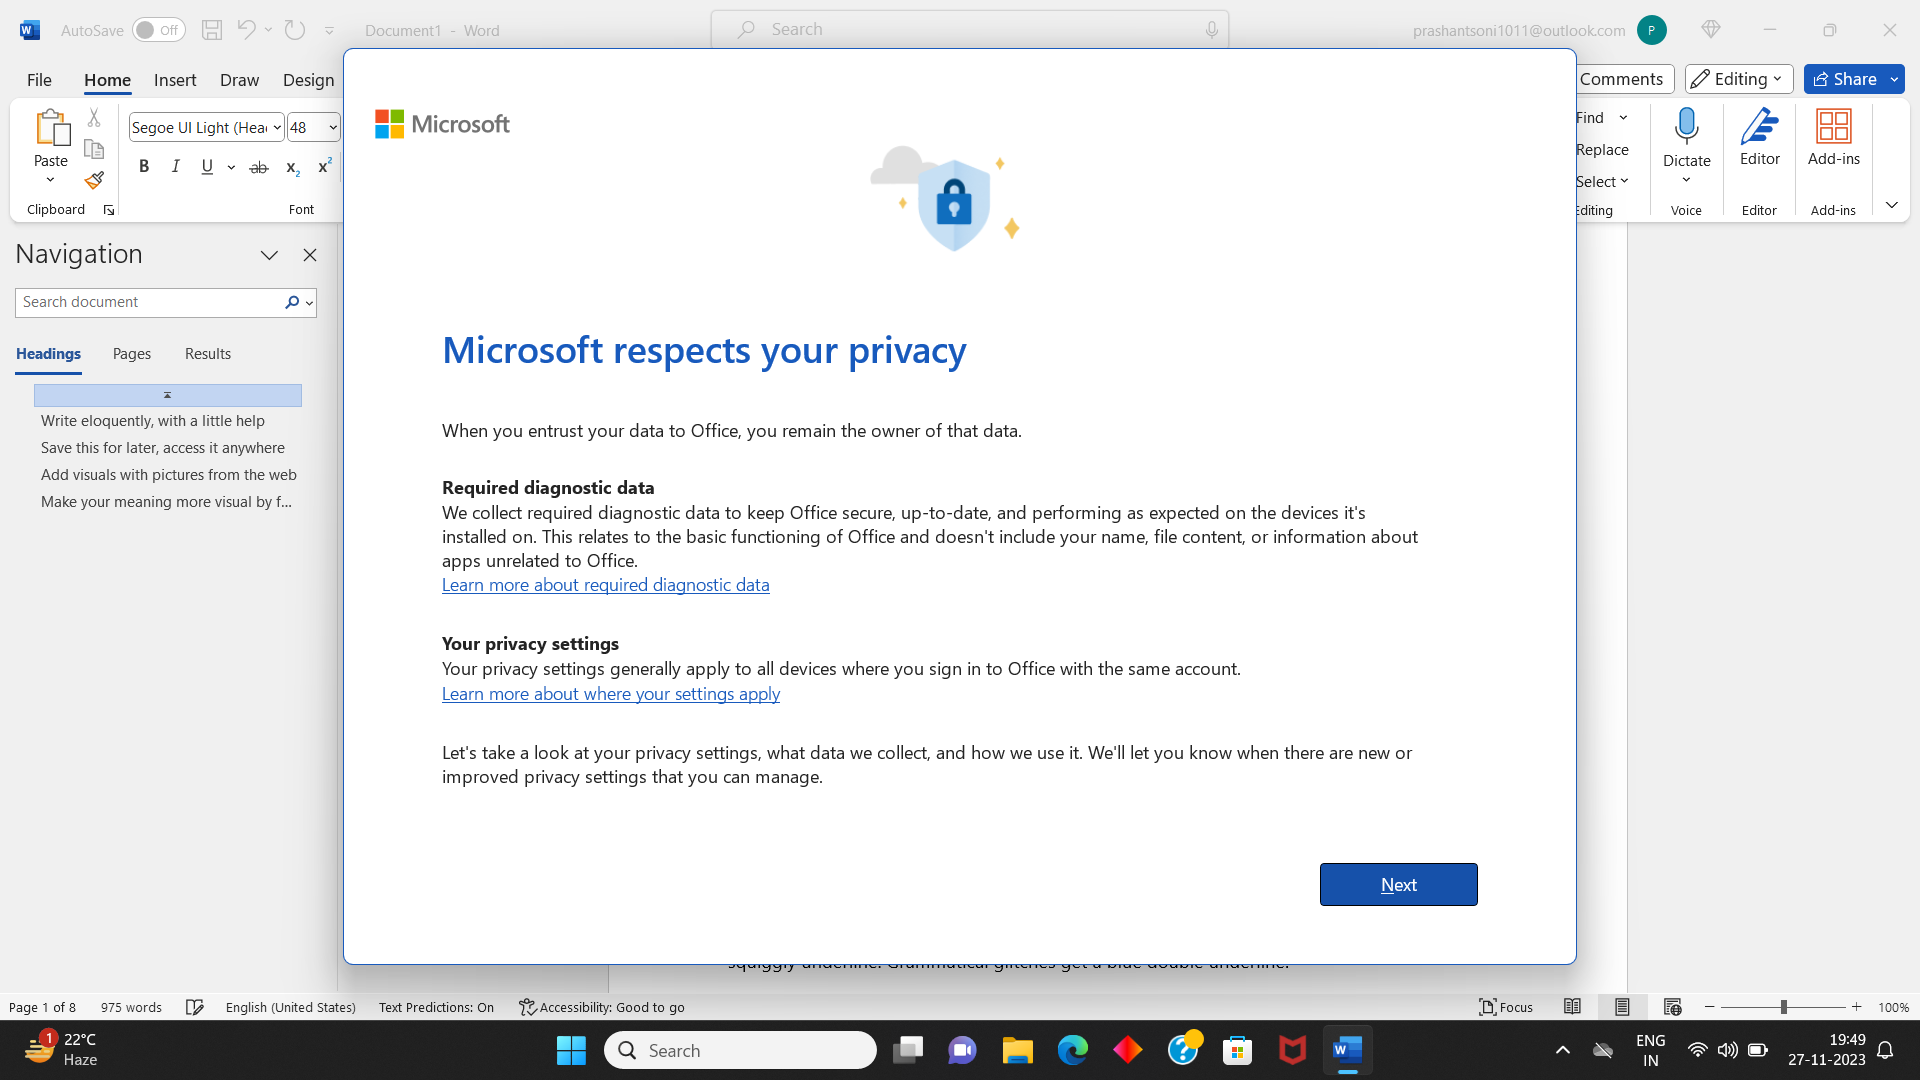 AutoSave Off Document1 - Word Search prashantsoni1011@outlook.com P
File Home Insert Draw Design Comments Editing Share
Paste Segoe UI Light (Hea 48 Find Replace Select Dictate Editor Add-ins
B I U ab x2 x2
Clipboard Font Editing Voice Editor Add-ins
Navigation
Search document
Headings Pages Results
Write eloquently, with a little help
Save this for later, access it anywhere
Add visuals with pictures from the web
Make your meaning more visual by f...
Microsoft
Microsoft respects your privacy
When you entrust your data to Office, you remain the owner of that data.
Required diagnostic data
We collect required diagnostic data to keep Office secure, up-to-date, and performing as expected on the devices it's
installed on. This relates to the basic functioning of Office and doesn't include your name, file content, or information about
apps unrelated to Office.
Learn more about required diagnostic data
Your privacy settings
Your privacy settings generally apply to all devices where you sign in to Office with the same account.
Learn more about where your settings apply
Let's take a look at your privacy settings, what data we collect, and how we use it. We'll let you know when there are new or
improved privacy settings that you can manage.
Next
squiggly underline. Grammatical glitches get a blue double underline.
Page 1 of 8 975 words English (United States) Text Predictions: On Accessibility: Good to go Focus 100%
1 22°C Search ENG 19:49
Haze IN 27-11-2023